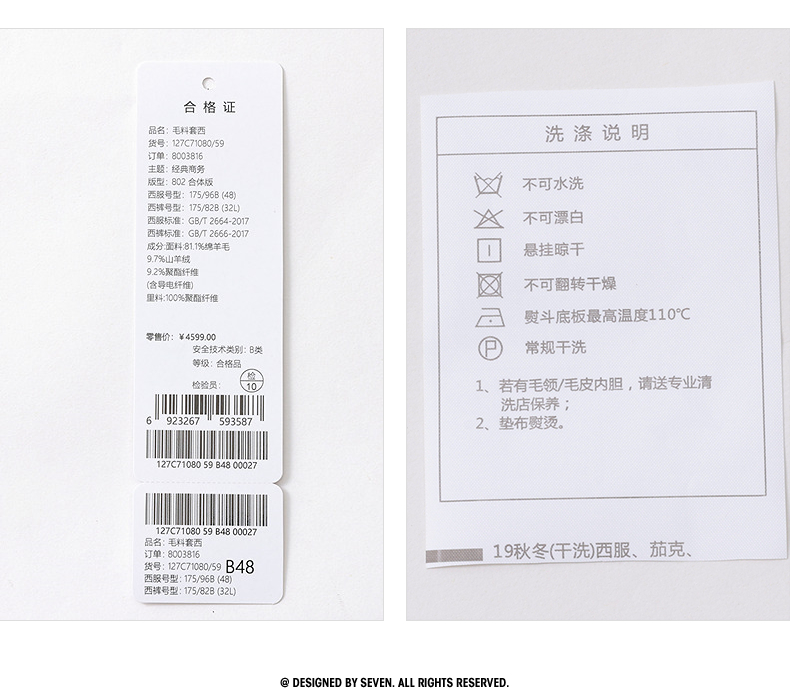 合格证
品名：毛料套西
货号：127C71080/59
订单：8003816
主题：经典商务
版型：802 合体版
西服号型：175/96B (48)
西裤号型：175/82B (32L)
西服标准：GB/T 2664-2017
西裤标准：GB/T 2666-2017
成分:面料:81.1%绵羊毛
9.7%山羊绒
9.2%聚酯纤维
(含导电纤维)
里料:100%聚酯纤维
零售价：￥4599.00
安全技术类别：B类
等级：合格品
检验员：
检
10
6 923267 593587
127C71080 59 B48 00027
127C71080 59 B48 00027
品名：毛料套西
订单：8003816
货号：127C71080/59 B48
西服号型：175/96B (48)
西裤号型：175/82B (32L)
洗涤说明
不可水洗
不可漂白
悬挂晾干
不可翻转干燥
熨斗底板最高温度110℃
P 常规干洗
1、若有毛领/毛皮内胆，请送专业清
洗店保养；
2、垫布熨烫。
19秋冬(干洗)西服、茄克、
@ DESIGNED BY SEVEN. ALL RIGHTS RESERVED.